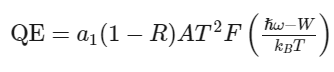 QE = a₁(1 − R)AT²F((ℏω−W)/(k_BT))